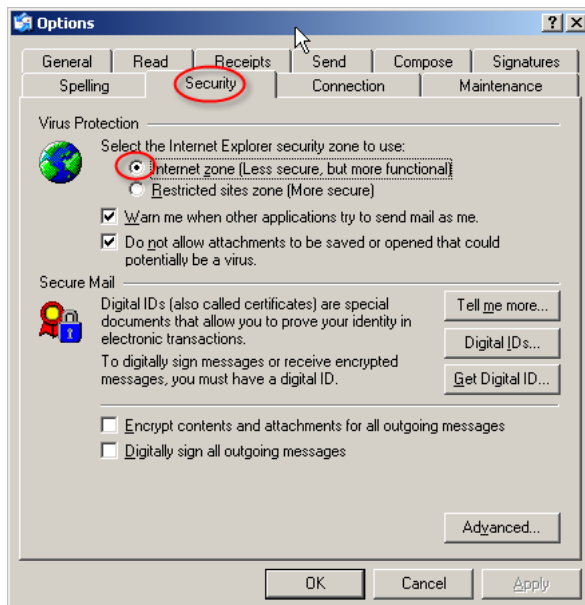 Options
General Read Receipts Send Compose Signatures
Spelling Security Connection Maintenance
Virus Protection
Select the Internet Explorer security zone to use:
Internet zone (Less secure, but more functional)
Restricted sites zone (More secure)
Warn me when other applications try to send mail as me.
Do not allow attachments to be saved or opened that could
potentially be a virus.
Secure Mail
Digital IDs (also called certificates) are special
documents that allow you to prove your identity in
electronic transactions.
Tell me more...
Digital IDs...
To digitally sign messages or receive encrypted
messages, you must have a digital ID.
Get Digital ID...
Encrypt contents and attachments for all outgoing messages
Digitally sign all outgoing messages
Advanced...
OK Cancel Apply